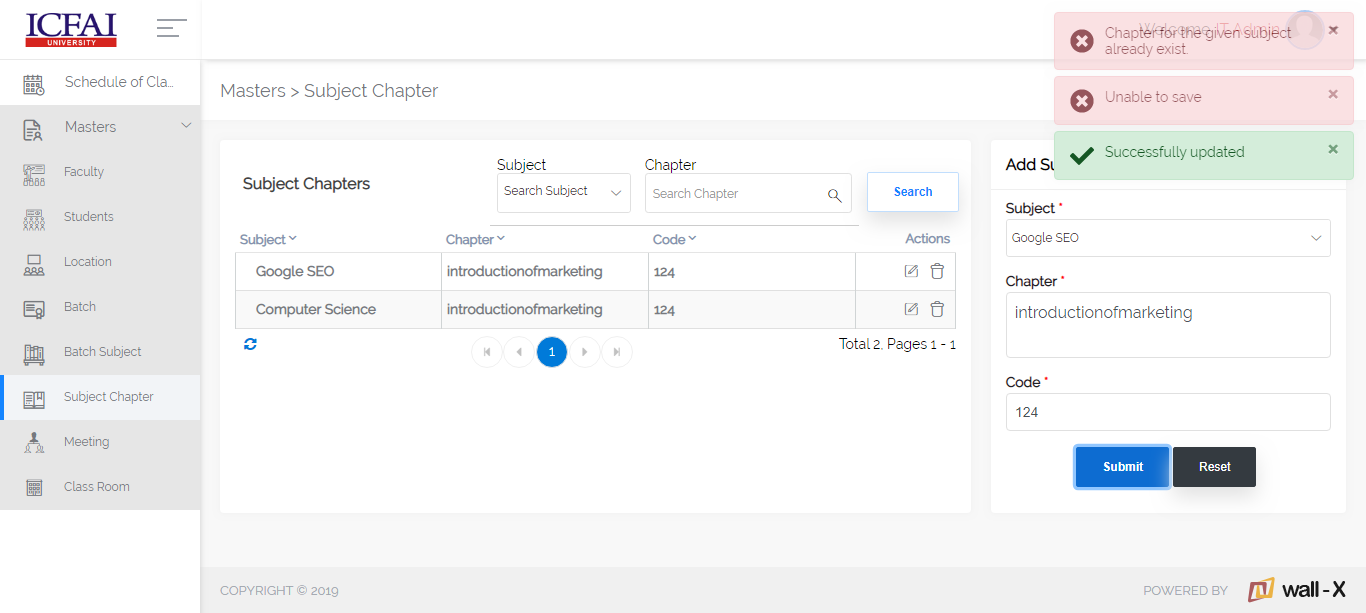 ICFAI
UNIVERSITY
Welcome IT Admin
Chapter for the given subject
already exist.
Unable to save
Successfully updated
Schedule of Cla...
Masters
Faculty
Students
Location
Batch
Batch Subject
Subject Chapter
Meeting
Class Room
Masters > Subject Chapter
Subject Chapters
Subject
Search Subject
Chapter
Search Chapter
Search
Subject Chapter Code Actions
Google SEO introductionofmarketing 124
Computer Science introductionofmarketing 124
1
Total 2, Pages 1 - 1
Add Su
Subject *
Google SEO
Chapter *
introductionofmarketing
Code *
124
Submit Reset
COPYRIGHT © 2019
POWERED BY wall-X